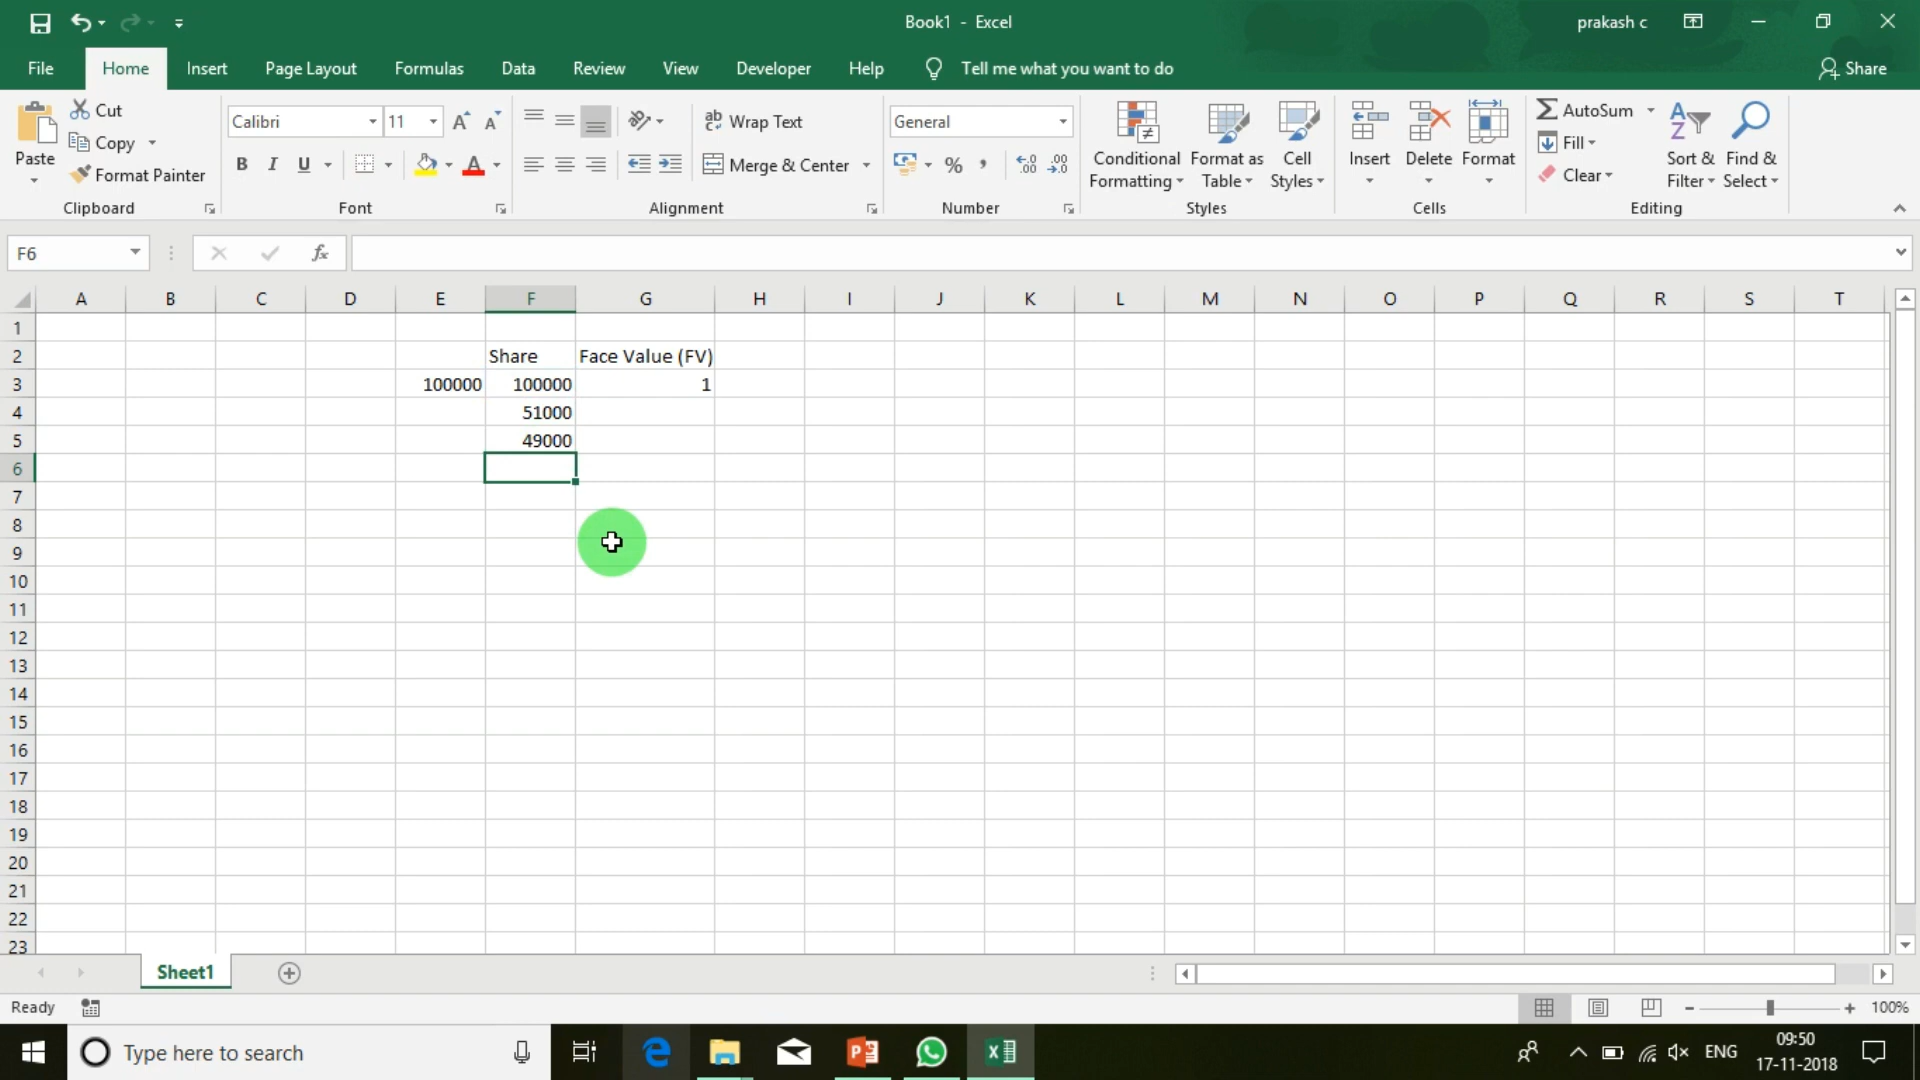 Book1 - Excel
prakash c
File Home Insert Page Layout Formulas Data Review View Developer Help Tell me what you want to do Share
Paste
Cut
Copy
Format Painter
Clipboard
Calibri 11
B I U
Font
Wrap Text
Merge & Center
Alignment
General
Number
Conditional Formatting
Format as Table
Cell Styles
Styles
Insert Delete Format
Cells
AutoSum
Fill
Clear
Sort & Filter
Find & Select
Editing
F6 fx
A B C D E F G H I J K L M N O P Q R S T
1
2 Share Face Value (FV)
3 100000 100000 1
4 51000
5 49000
6
7
8
9
10
11
12
13
14
15
16
17
18
19
20
21
22
23
Sheet1
Ready
100%
Type here to search
ENG
09:50
17-11-2018